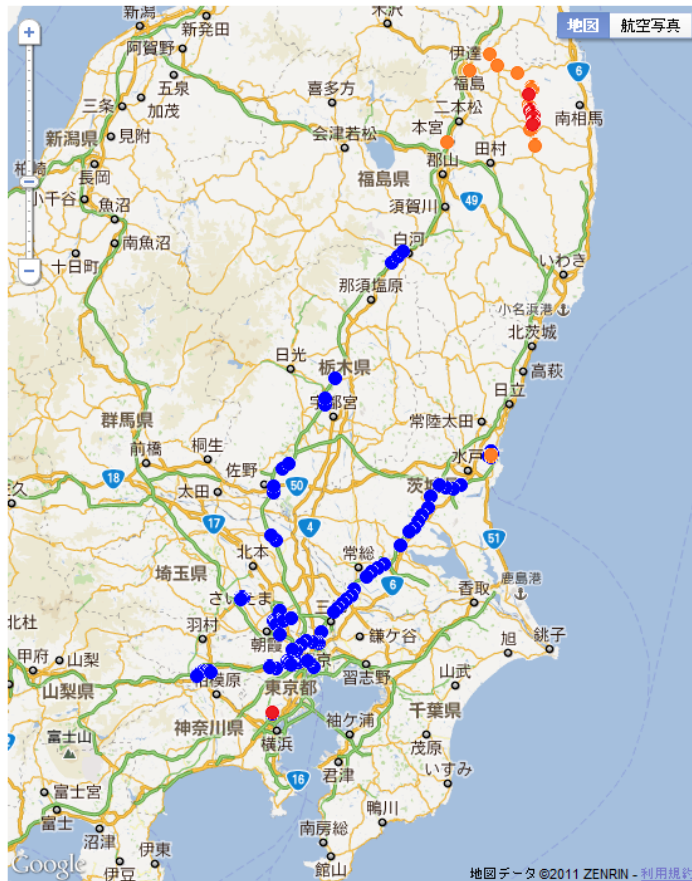 新潟
米沢
地図
航空写真
新発田
阿賀野
伊達
福島
6
五泉
喜多方
二本松
南相馬
三条
加茂
新潟県
見附
会津若松
本宮
田村
長岡
福島県
郡山
小千谷
魚沼
須賀川
49
南魚沼
白河
いわき
十日町
那須塩原
小名浜港
北茨城
日光
栃木県
高萩
日立
群馬県
宇都宮
常陸太田
桐生
前橋
水戸
18
佐野
太田
50
茨城県
17
4
51
北本
常総
埼玉県
6
鹿島港
さいたま
香取
羽村
朝霞
鎌ケ谷
旭
銚子
甲府
山梨
山梨県
相模原
東京都
習志野
山武
千葉県
神奈川県
袖ケ浦
富士山
横浜
茂原
16
君津
いすみ
富士宮
富士
鴨川
沼津
伊東
南房総
Google
伊豆
館山
地図データ ©2011 ZENRIN - 利用規約